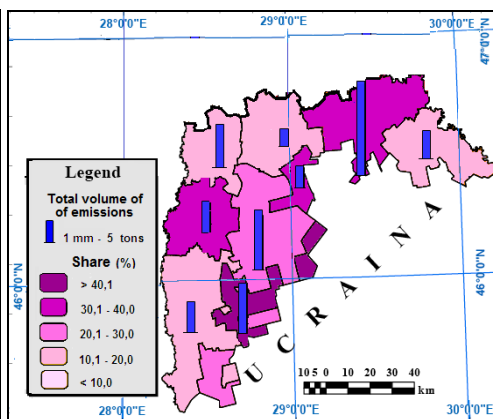 28°0'0"E
29°0'0"E
30°0'0"E
47°0'0"N
Legend
Total volume of
of emissions
1 mm - 5 tons
Share (%)
> 40,1
30,1 - 40,0
20,1 - 30,0
10,1 - 20,0
< 10,0
46°0'0"N
46°0'0"N
UCRAINA
10 5 0 10 20 30 40
km
28°0'0"E
29°0'0"E
30°0'0"E